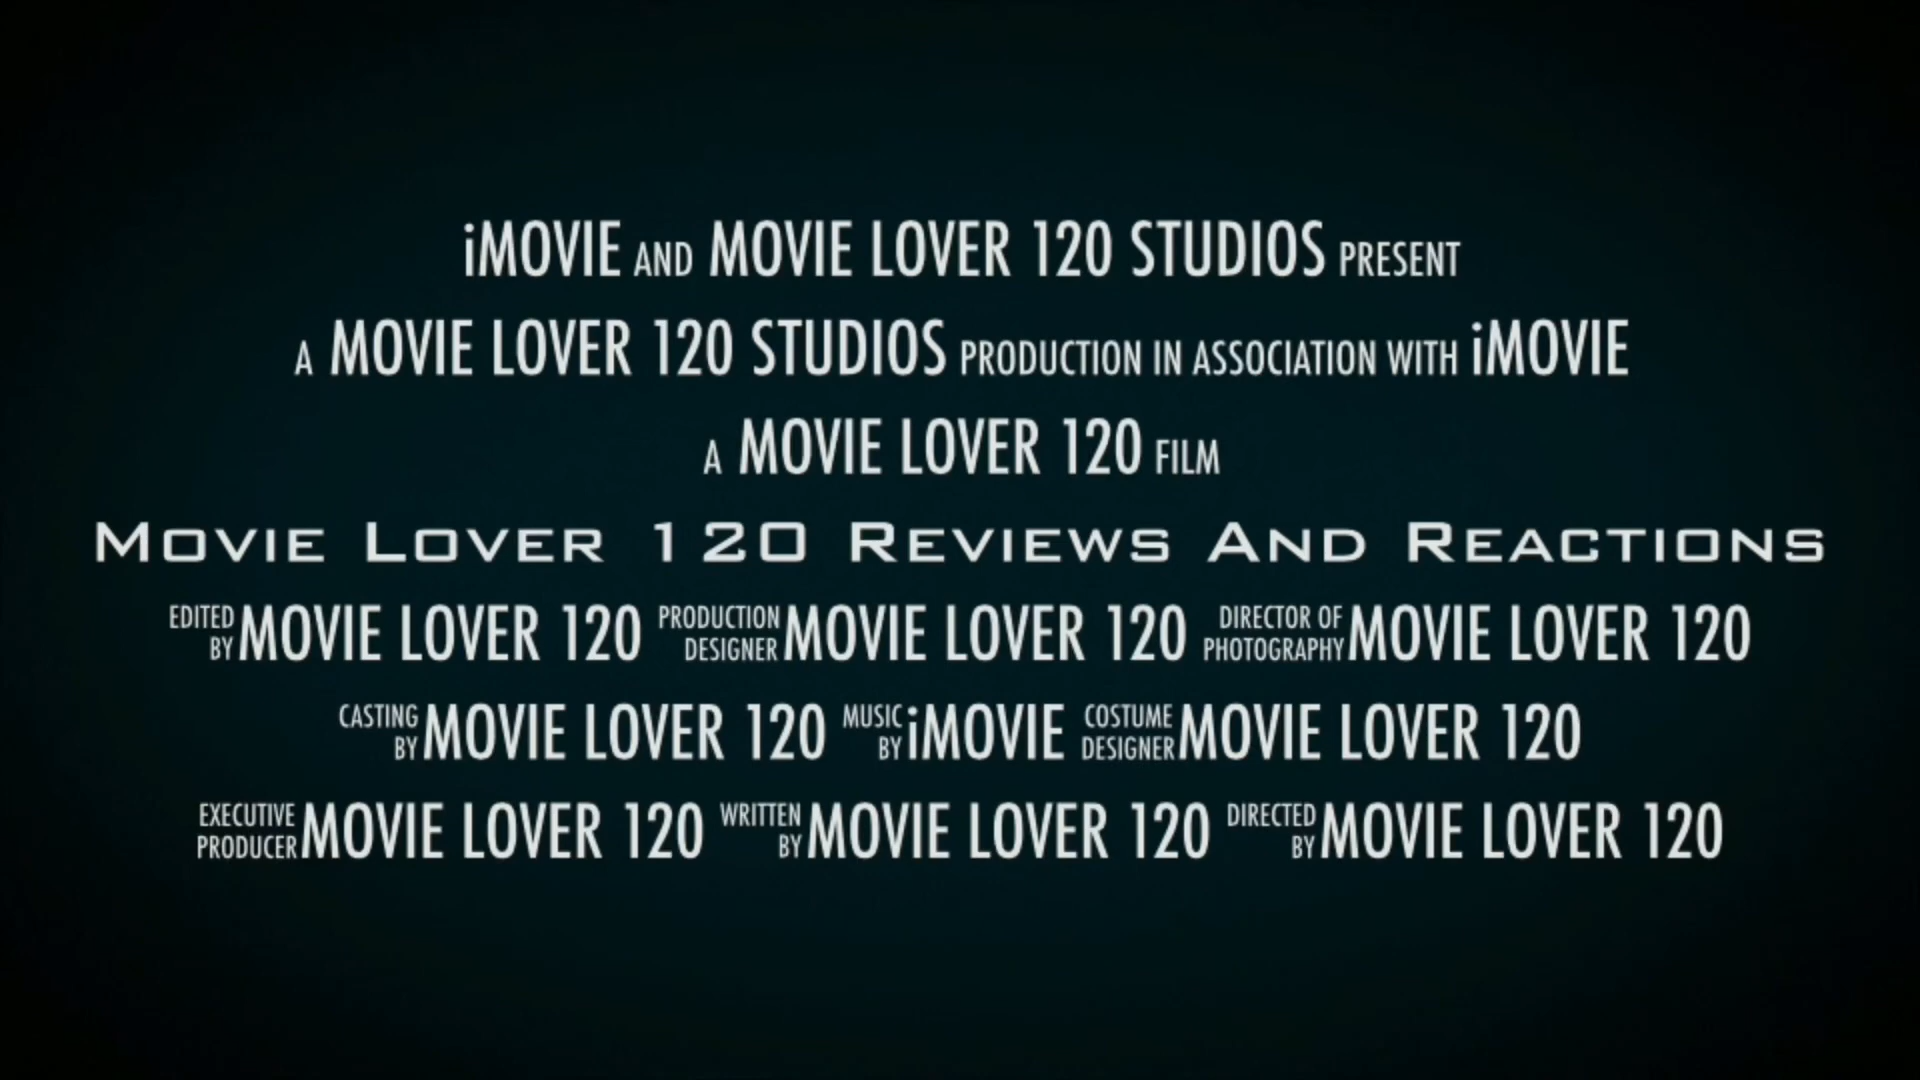 iMOVIE AND MOVIE LOVER 120 STUDIOS PRESENT
A MOVIE LOVER 120 STUDIOS PRODUCTION IN ASSOCIATION WITH iMOVIE
A MOVIE LOVER 120 FILM
MOVIE LOVER 120 REVIEWS AND REACTIONS
EDITED BY MOVIE LOVER 120 PRODUCTION DESIGNER MOVIE LOVER 120 DIRECTOR OF PHOTOGRAPHY MOVIE LOVER 120
CASTING BY MOVIE LOVER 120 MUSIC BY iMOVIE COSTUME DESIGNER MOVIE LOVER 120
EXECUTIVE PRODUCER MOVIE LOVER 120 WRITTEN BY MOVIE LOVER 120 DIRECTED BY MOVIE LOVER 120